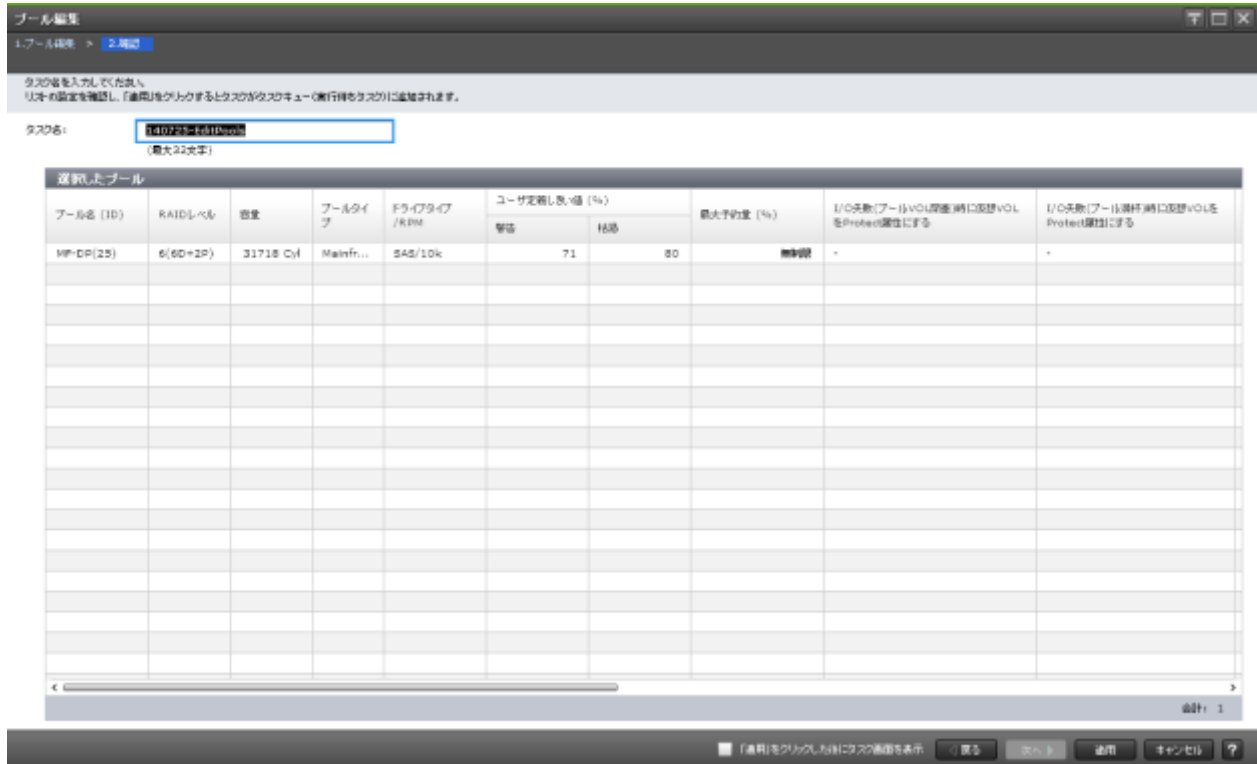 プール編集
1.プール編集 > 2.確認
タスク名を入力してください。
リストの設定を確認し、「適用」をクリックするとタスクがタスクキュー(実行待ちタスク)に追加されます。
タスク名: 140725-EditPools
(最大32文字)
選択したプール
プール名 (ID) RAIDレベル 容量 プールタイプ ドライブタイプ/RPM ユーザ定義しきい値 (%) 警告 枯渇 最大予約量 (%) I/O失敗(プールVOL閉塞)時に仮想VOLをProtect属性にする I/O失敗(プール満杯)時に仮想VOLをProtect属性にする
MF-DP(25) 6(6D+2P) 31718 Cyl Mainfr... SAS/10k 71 80 無制限 - -
合計: 1
「適用」をクリックした後にタスク画面を表示 戻る 次へ 適用 キャンセル ?